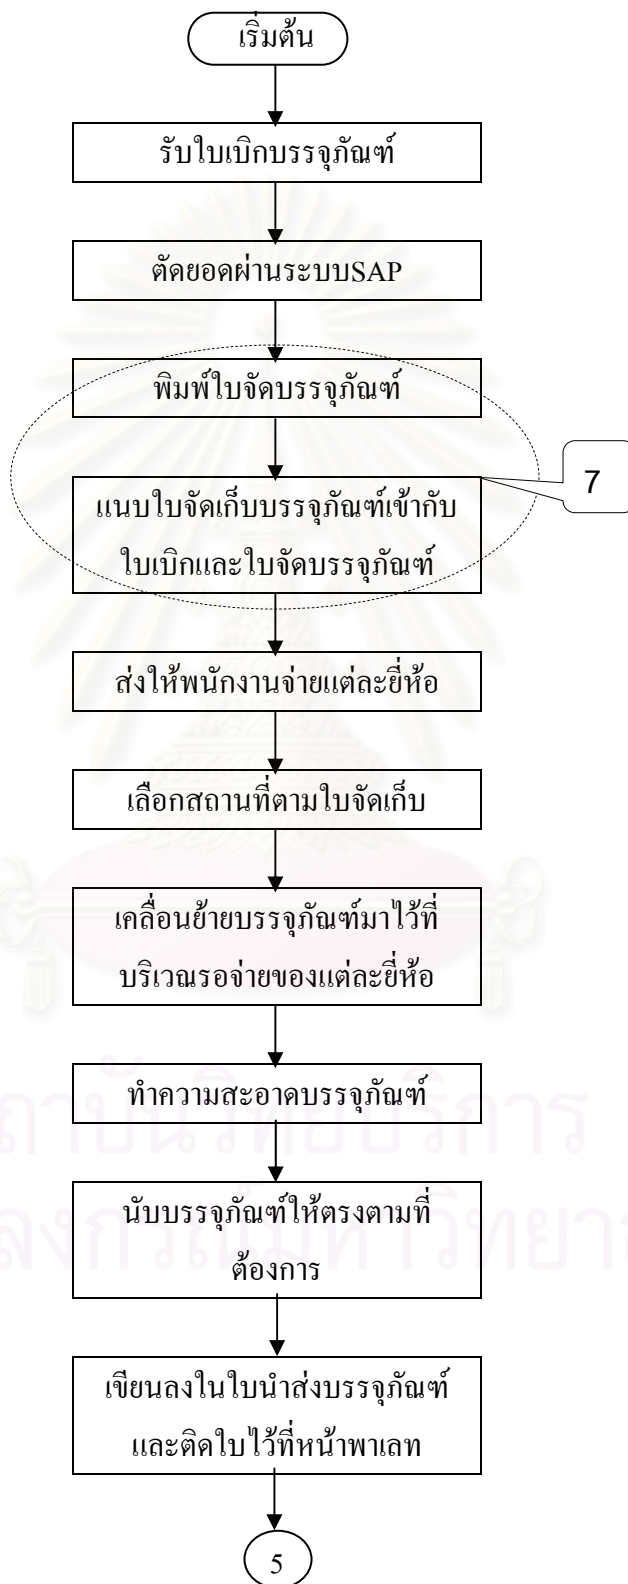 เริ่มต้น
รับใบเบิกบรรจุภัณฑ์
ตัดยอดผ่านระบบSAP
พิมพ์ใบจัดบรรจุภัณฑ์
แนบใบจัดเก็บบรรจุภัณฑ์เข้ากับ
ใบเบิกและใบจัดบรรจุภัณฑ์
7
ส่งให้พนักงานจ่ายแต่ละยี่ห้อ
เลือกสถานที่ตามใบจัดเก็บ
เคลื่อนย้ายบรรจุภัณฑ์มาไว้ที่
บริเวณรอจ่ายของแต่ละยี่ห้อ
ทำความสะอาดบรรจุภัณฑ์
นับบรรจุภัณฑ์ให้ตรงตามที่
ต้องการ
เขียนลงในใบนำส่งบรรจุภัณฑ์
และติดใบไว้ที่หน้าพาเลท
5